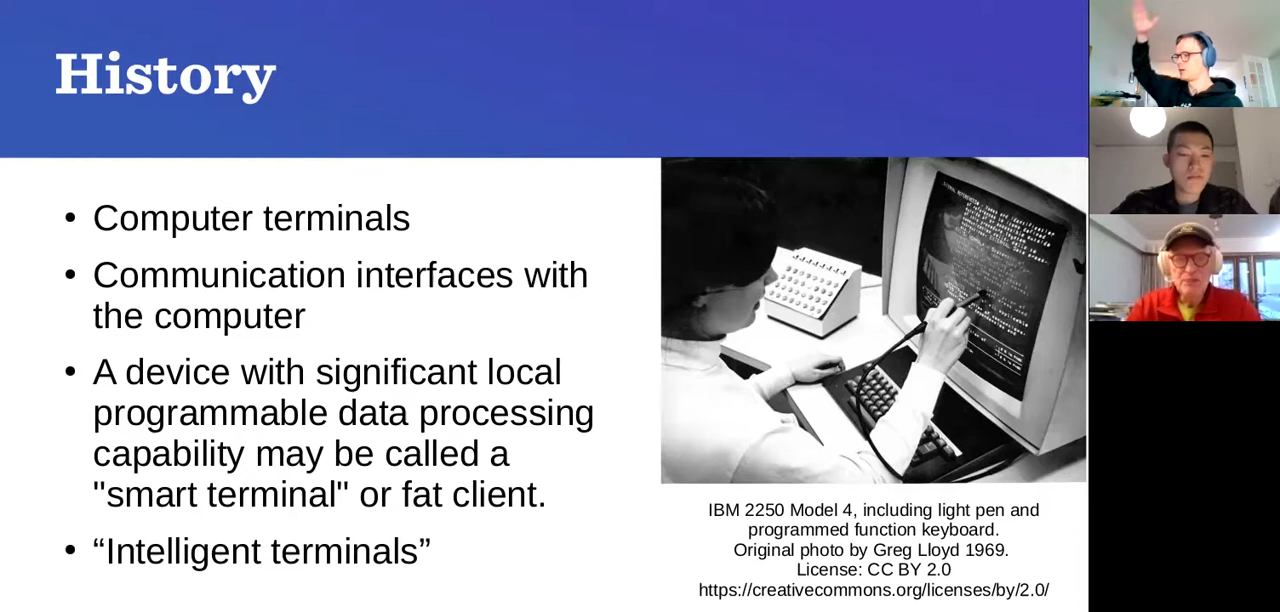 History
• Computer terminals
• Communication interfaces with
the computer
• A device with significant local
programmable data processing
capability may be called a
"smart terminal" or fat client.
• “Intelligent terminals”
IBM 2250 Model 4, including light pen and
programmed function keyboard.
Original photo by Greg Lloyd 1969.
License: CC BY 2.0
https://creativecommons.org/licenses/by/2.0/